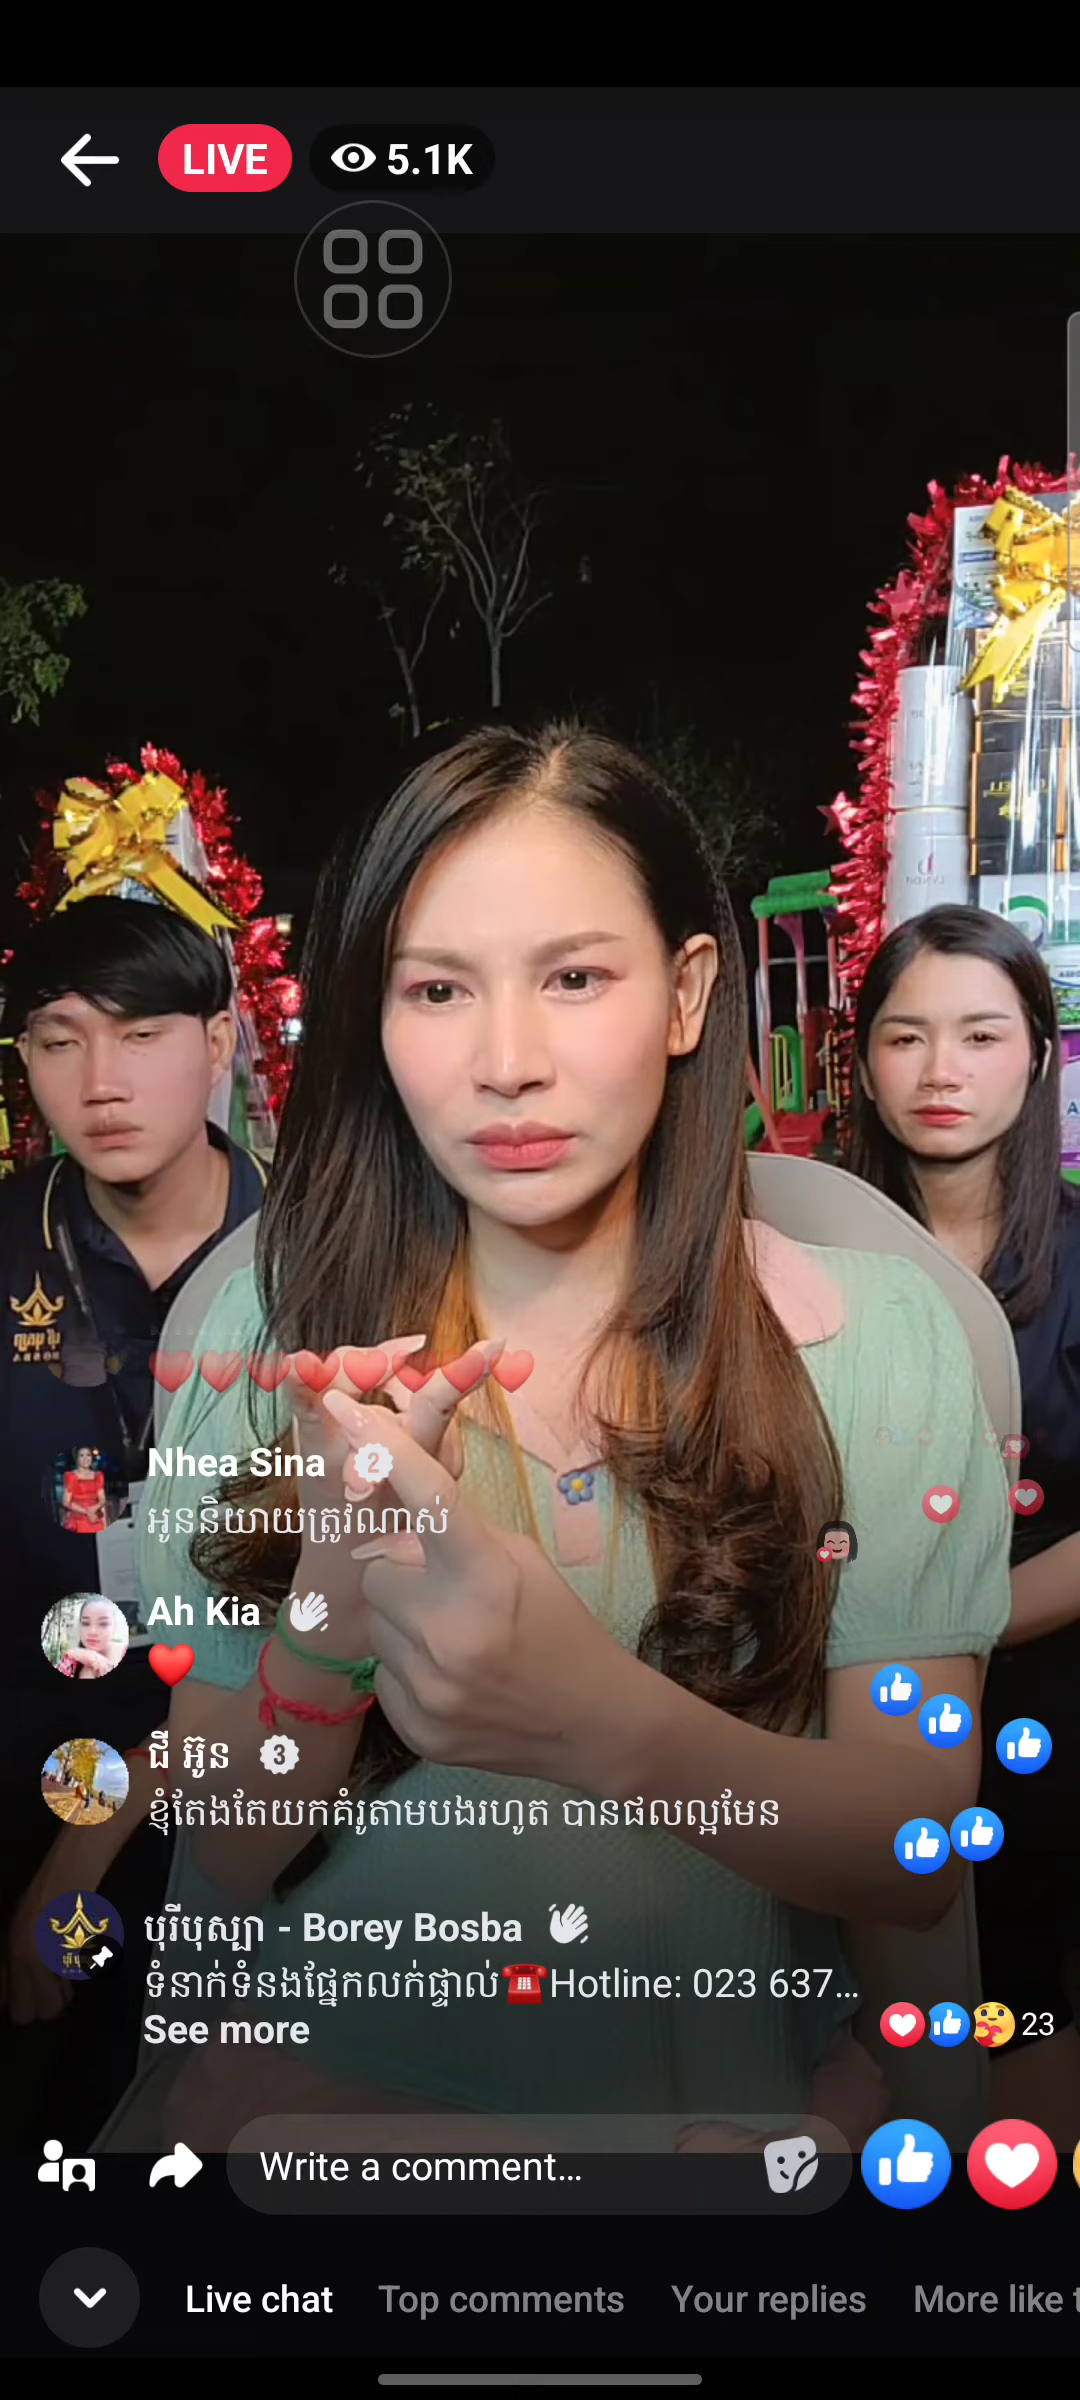 LIVE 5.1K
Nhea Sina 2
អូននិយាយត្រូវណាស់
Ah Kia
ជី អ៊ូន 3
ខ្ញុំតែងតែយកគំរូតាមបងរហូត បានផលល្អមែន
បុរីបុស្បា - Borey Bosba
ទំនាក់ទំនងផ្នែកលក់ផ្ទាល់☎️Hotline: 023 637...
See more
23
Write a comment...
Live chat Top comments Your replies More like